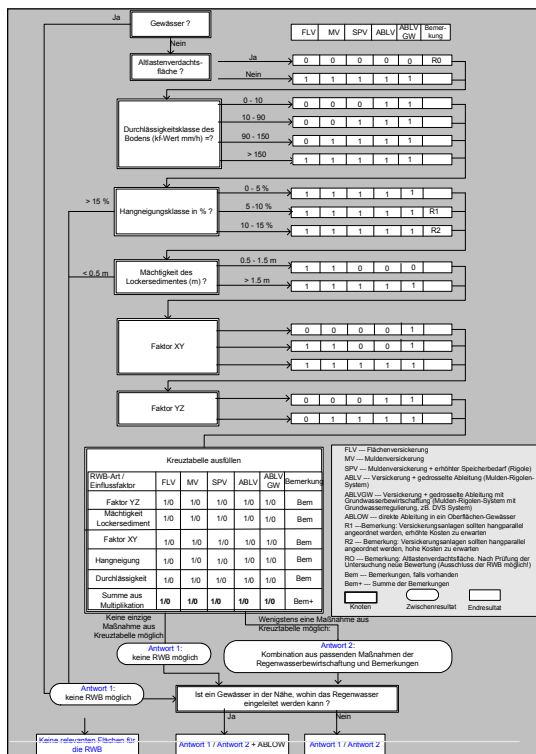 Ja
Gewässer ?
FLV MV SPV ABLV ABLV GW Bemer-kung
Nein
Altlastenverdachts-
fläche ?
Ja
0 0 0 0 0 R0
Nein
1 1 1 1 1
Durchlässigkeitsklasse des
Bodens (kf-Wert mm/h) =?
0 - 10
0 0 0 1 1
10 - 90
0 0 1 1 1
90 - 150
0 1 1 1 1
> 150
1 1 1 1 1
> 15 %
Hangneigungsklasse in % ?
0 - 5 %
1 1 1 1 1
5 -10 %
1 1 1 1 1 R1
10 - 15 %
1 1 1 1 1 R2
< 0.5 m
Mächtigkeit des
Lockersedimentes (m) ?
0.5 - 1.5 m
1 1 0 0 0
> 1.5 m
1 1 1 1 1
Faktor XY
0 0 0 0 1
1 1 0 0 1
1 1 1 1 1
Faktor YZ
0 0 0 1 1
0 1 1 1 1
Kreuztabelle ausfüllen
RWB-Art /
Einflussfactor
FLV MV SPV ABLV ABLV GW Bemerkung
Faktor YZ 1/0 1/0 1/0 1/0 1/0 Bem
Mächtigkeit
Lockersediment 1/0 1/0 1/0 1/0 1/0 Bem
Faktor XY 1/0 1/0 1/0 1/0 1/0 Bem
Hangneigung 1/0 1/0 1/0 1/0 1/0 Bem
Durchlässigkeit 1/0 1/0 1/0 1/0 1/0 Bem
Summe aus
Multiplikation 1/0 1/0 1/0 1/0 1/0 Bem+
FLV --- Flächenversickerung
MV --- Muldenversickerung
SPV --- Muldenversickerung + erhöhter Speicherbedarf (Rigole)
ABLV --- Versickerung + gedrosselte Ableitung (Mulden-Rigolen-
System)
ABLVGW --- Versickerung + gedrosselte Ableitung mit
Grundwasserbewirtschaftung (Mulden-Rigolen-System mit
Grundwasserregulierung, zB. DVS System)
ABLOW --- direkte Ableitung in ein Oberflächen-Gewässer
R1 ---Bemerkung: Versickerungsanlagen sollten hangparallel
angeordnet werden, erhöhte Kosten zu erwarten
R2 --- Bemerkung: Versickerungsanlagen sollten hangparallel
angeordnet werden, hohe Kosten zu erwarten
RO --- Bemerkung: Altlastenverdachtsfläche. Nach Prüfung der
Untersuchung neue Bewertung (Ausschluss der RWB möglich!)
Bem --- Bemerkungen, falls vorhanden
Bem+ --- Summe der Bemerkungen
Knoten
Zwischenresultat
Endresultat
Keine einzige
Maßnahme aus
Kreuztabelle möglich:
Wenigstens eine Maßnahme aus
Kreuztabelle möglich:
Antwort 1:
keine RWB möglich
Antwort 2:
Kombination aus passenden Maßnahmen der
Regenwasserbewirtschaftung und Bemerkungen
Antwort 1:
keine RWB möglich
Ist ein Gewässer in der Nähe, wohin das Regenwasser
eingeleitet werden kann ?
Ja
Nein
Keine relevanten Flächen für
die RWB
Antwort 1 / Antwort 2 + ABLOW
Antwort 1 / Antwort 2